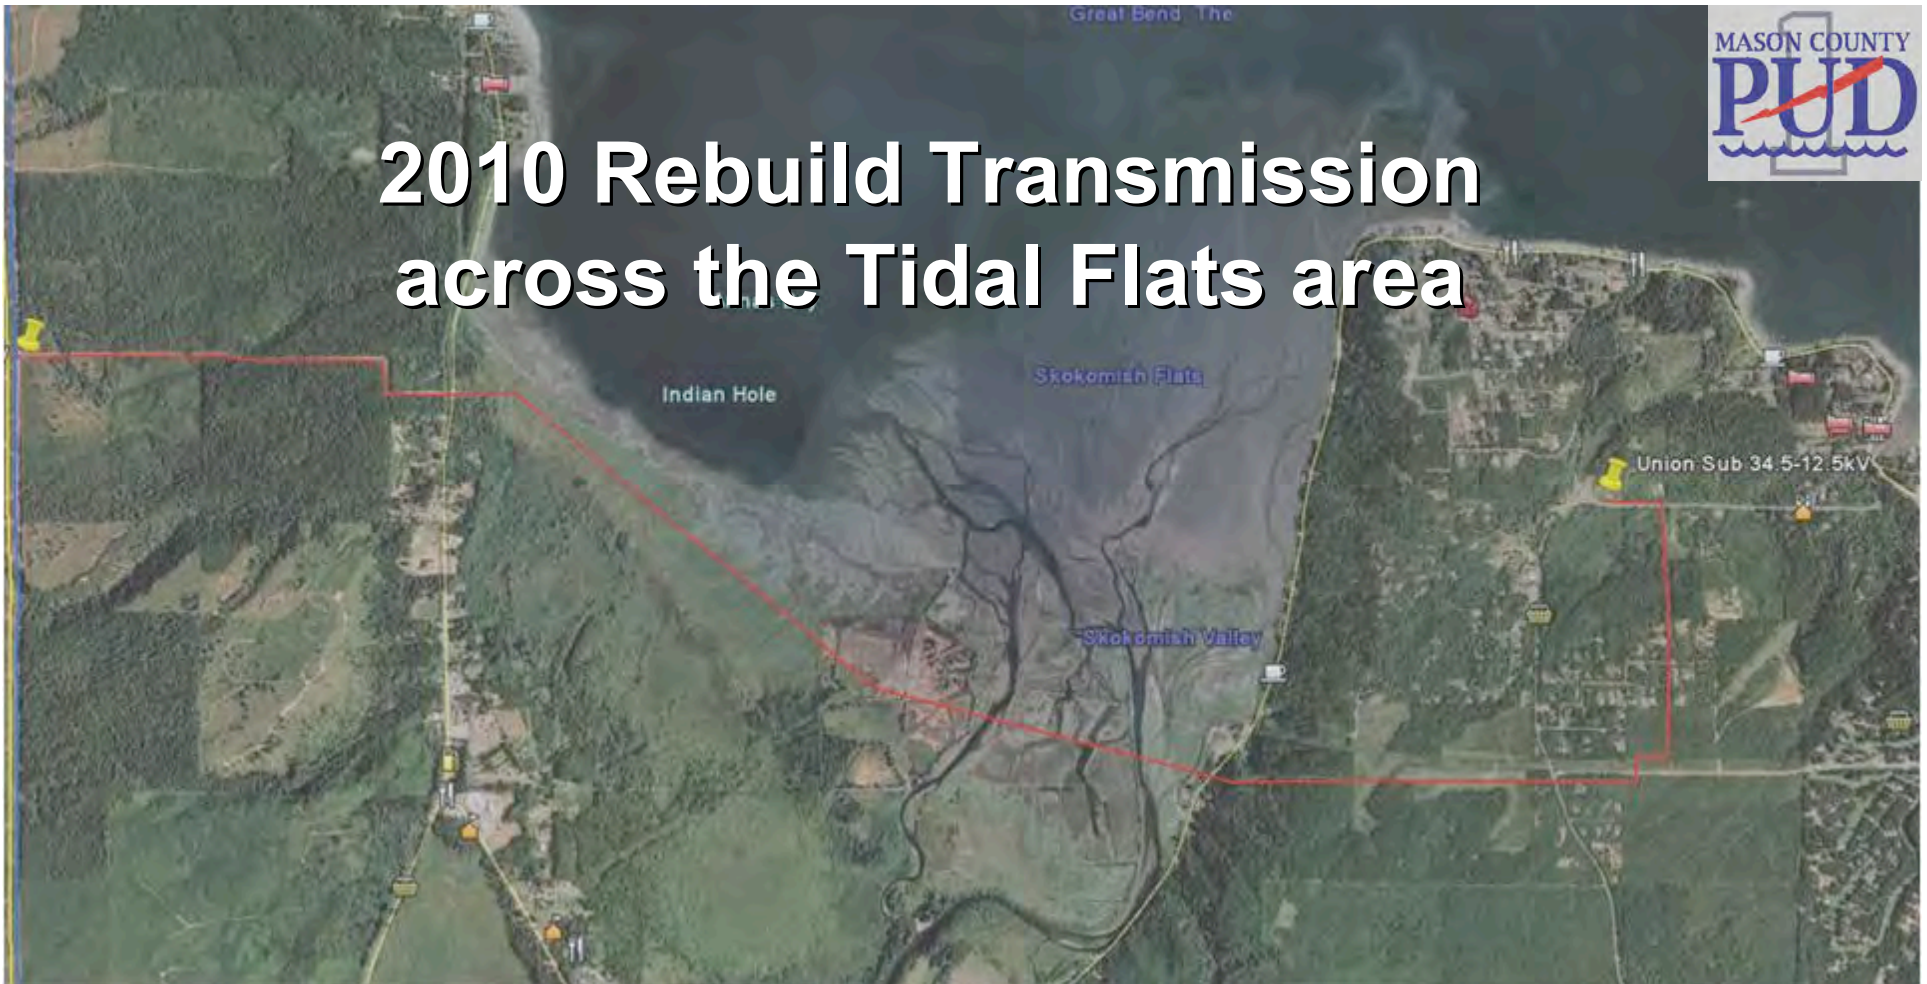 Great Bend, The
MASON COUNTY
PUD
1
2010 Rebuild Transmission
across the Tidal Flats area
Indian Hole
Skokomish Flats
Union Sub 34.5-12.5kV
Skokomish Valley